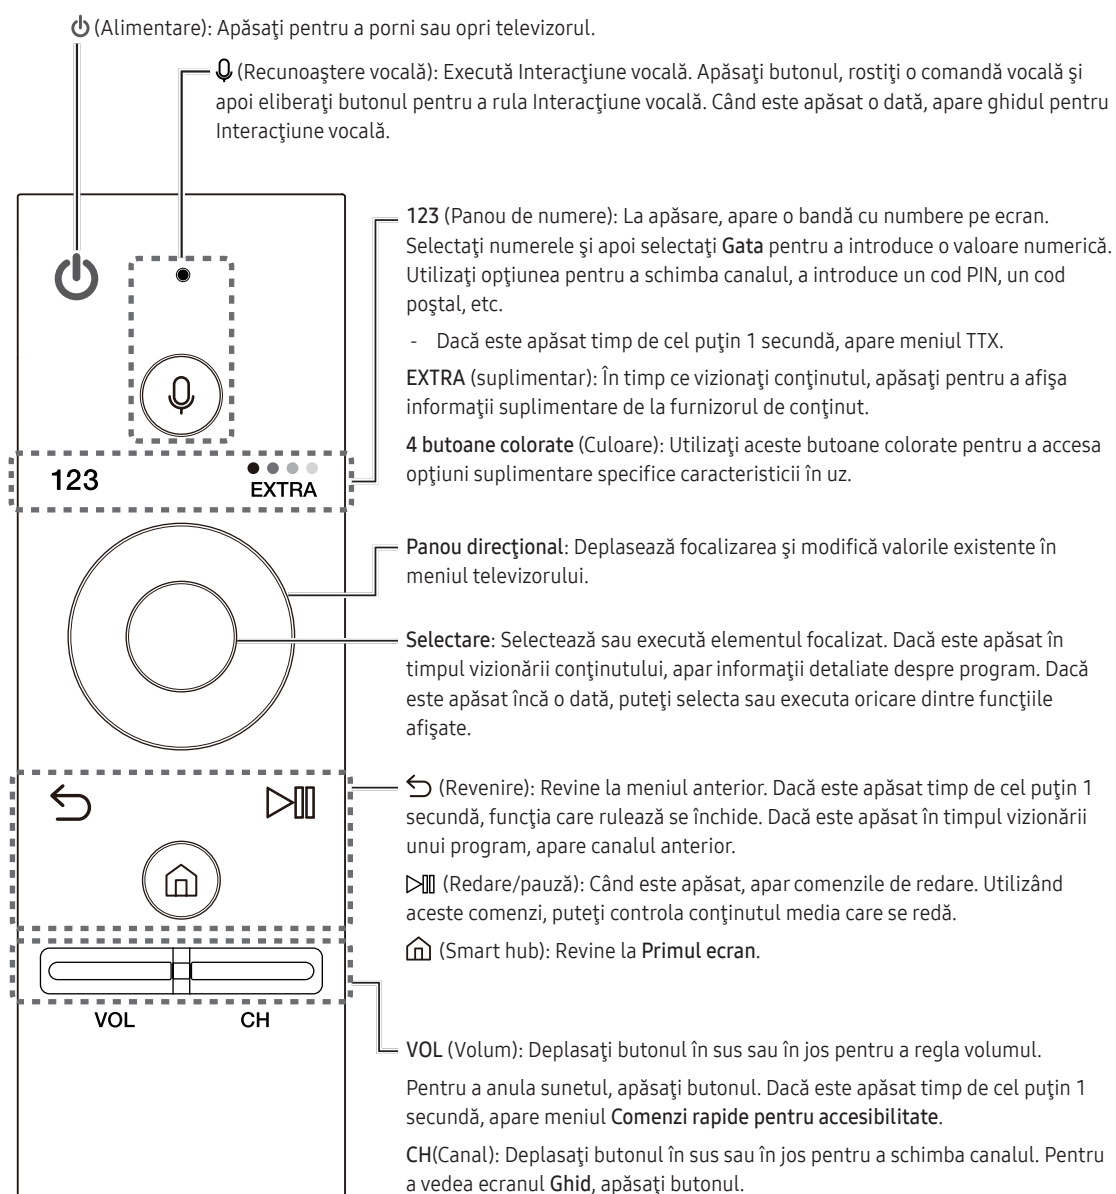 (Alimentare): Apăsaţi pentru a porni sau opri televizorul.
(Recunoaştere vocală): Execută Interacţiune vocală. Apăsaţi butonul, rostiţi o comandă vocală şi
apoi eliberaţi butonul pentru a rula Interacţiune vocală. Când este apăsat o dată, apare ghidul pentru
Interacţiune vocală.
123 (Panou de numere): La apăsare, apare o bandă cu numbere pe ecran.
Selectaţi numerele şi apoi selectaţi Gata pentru a introduce o valoare numerică.
Utilizaţi opţiunea pentru a schimba canalul, a introduce un cod PIN, un cod
poştal, etc.
- Dacă este apăsat timp de cel puţin 1 secundă, apare meniul TTX.
EXTRA (suplimentar): În timp ce vizionaţi conţinutul, apăsaţi pentru a afişa
informaţii suplimentare de la furnizorul de conţinut.
4 butoane colorate (Culoare): Utilizaţi aceste butoane colorate pentru a accesa
opţiuni suplimentare specifice caracteristicii în uz.
123
EXTRA
Panou direcţional: Deplasează focalizarea şi modifică valorile existente în
meniul televizorului.
Selectare: Selectează sau execută elementul focalizat. Dacă este apăsat în
timpul vizionării conţinutului, apar informaţii detaliate despre program. Dacă
este apăsat încă o dată, puteţi selecta sau executa oricare dintre funcţiile
afişate.
(Revenire): Revine la meniul anterior. Dacă este apăsat timp de cel puţin 1
secundă, funcţia care rulează se închide. Dacă este apăsat în timpul vizionării
unui program, apare canalul anterior.
(Redare/pauză): Când este apăsat, apar comenzile de redare. Utilizând
aceste comenzi, puteţi controla conţinutul media care se redă.
(Smart hub): Revine la Primul ecran.
VOL
CH
VOL (Volum): Deplasaţi butonul în sus sau în jos pentru a regla volumul.
Pentru a anula sunetul, apăsaţi butonul. Dacă este apăsat timp de cel puţin 1
secundă, apare meniul Comenzi rapide pentru accesibilitate.
CH(Canal): Deplasaţi butonul în sus sau în jos pentru a schimba canalul. Pentru
a vedea ecranul Ghid, apăsaţi butonul.